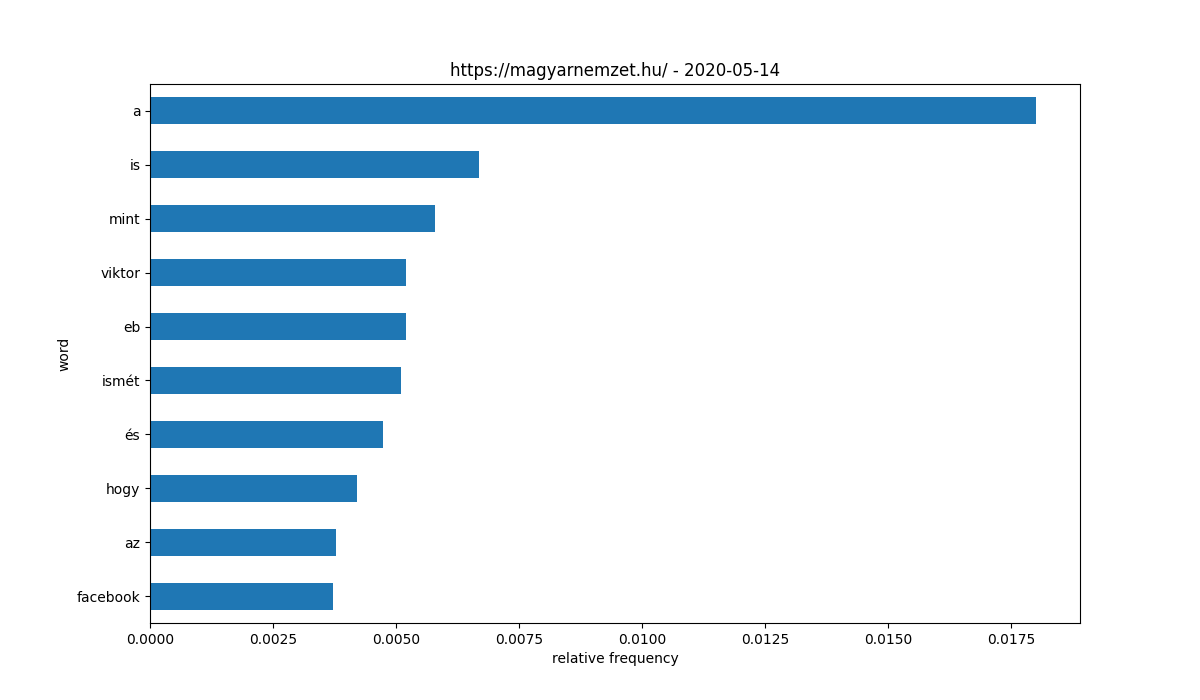 https://magyarnemzet.hu/ - 2020-05-14
a
is
mint
viktor
eb
ismét
és
hogy
az
facebook
word
0.0000 0.0025 0.0050 0.0075 0.0100 0.0125 0.0150 0.0175
relative frequency